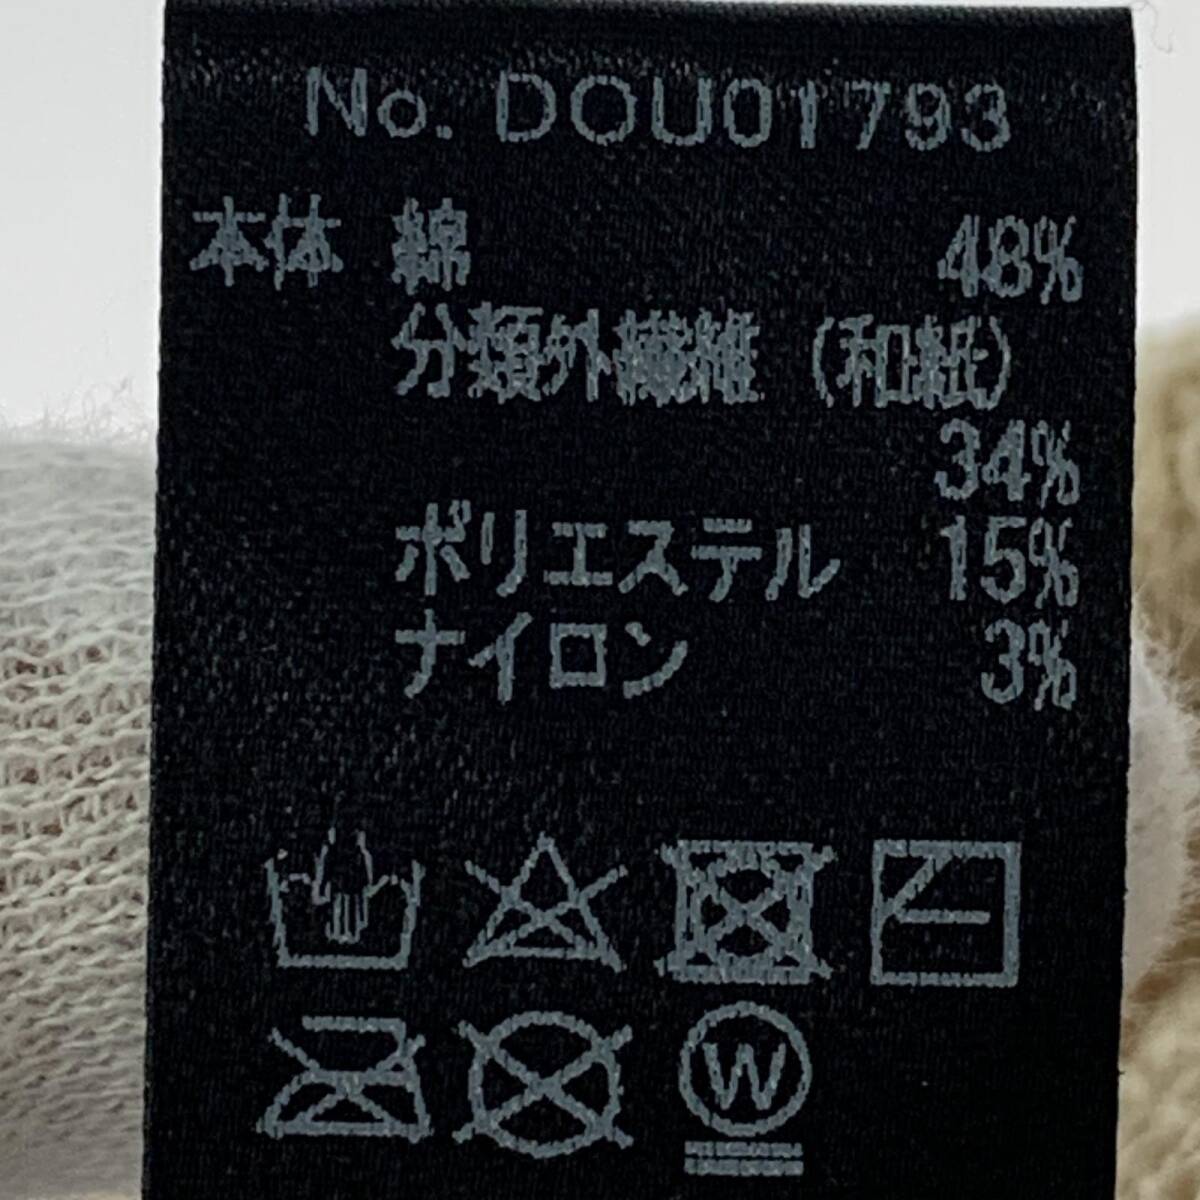 No. DOU01793
本体 綿 48%
分類外繊維 (和紙)
34%
ポリエステル 15%
ナイロン 3%
W